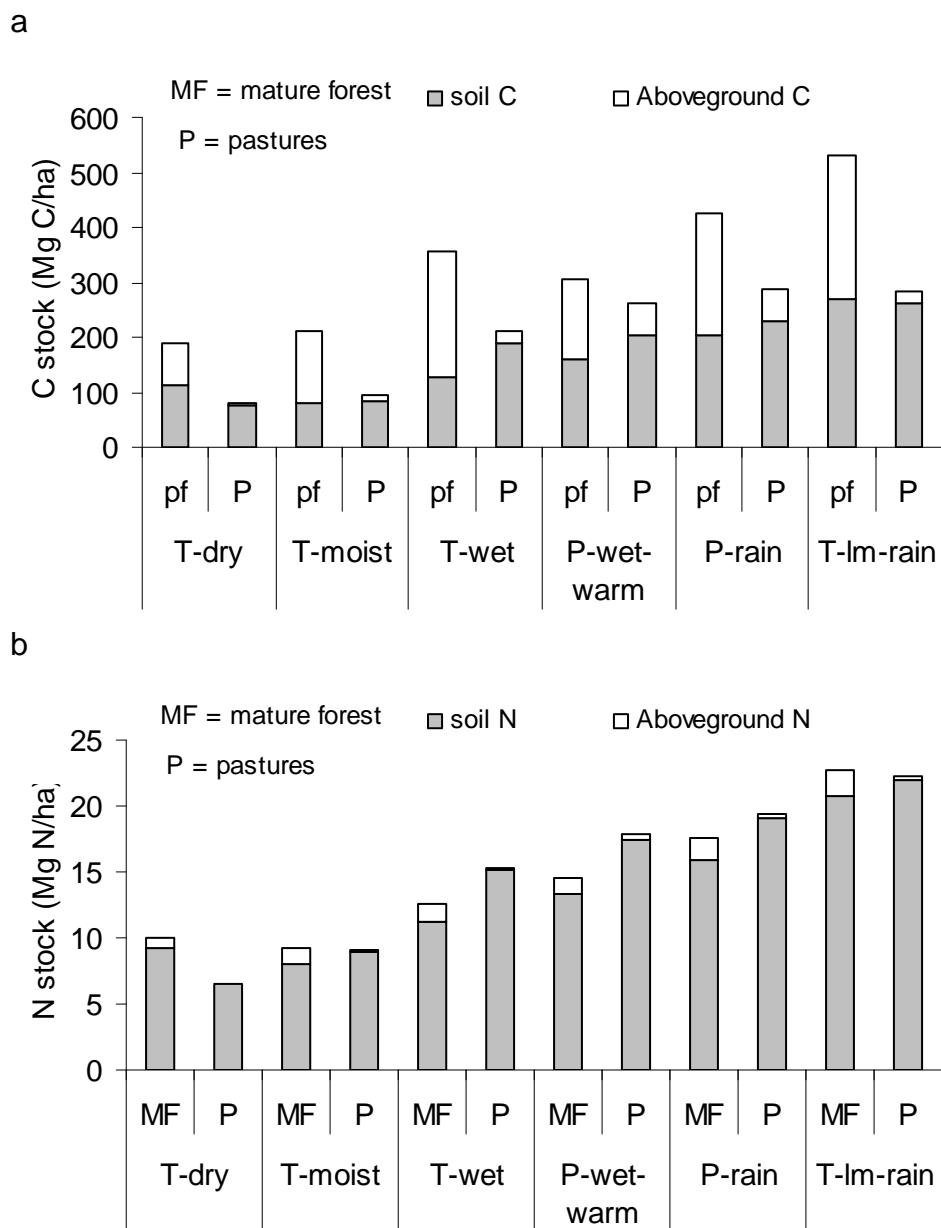 a
MF = mature forest
soil C
Aboveground C
P = pastures
C stock (Mg C/ha)
600
500
400
300
200
100
0
pf P pf P pf P pf P pf P pf P
T-dry T-moist T-wet P-wet- P-rain T-lm-rain
warm
b
MF = mature forest
soil N
Aboveground N
P = pastures
N stock (Mg N/ha)
25
20
15
10
5
0
MF P MF P MF P MF P MF P MF P
T-dry T-moist T-wet P-wet- P-rain T-lm-rain
warm